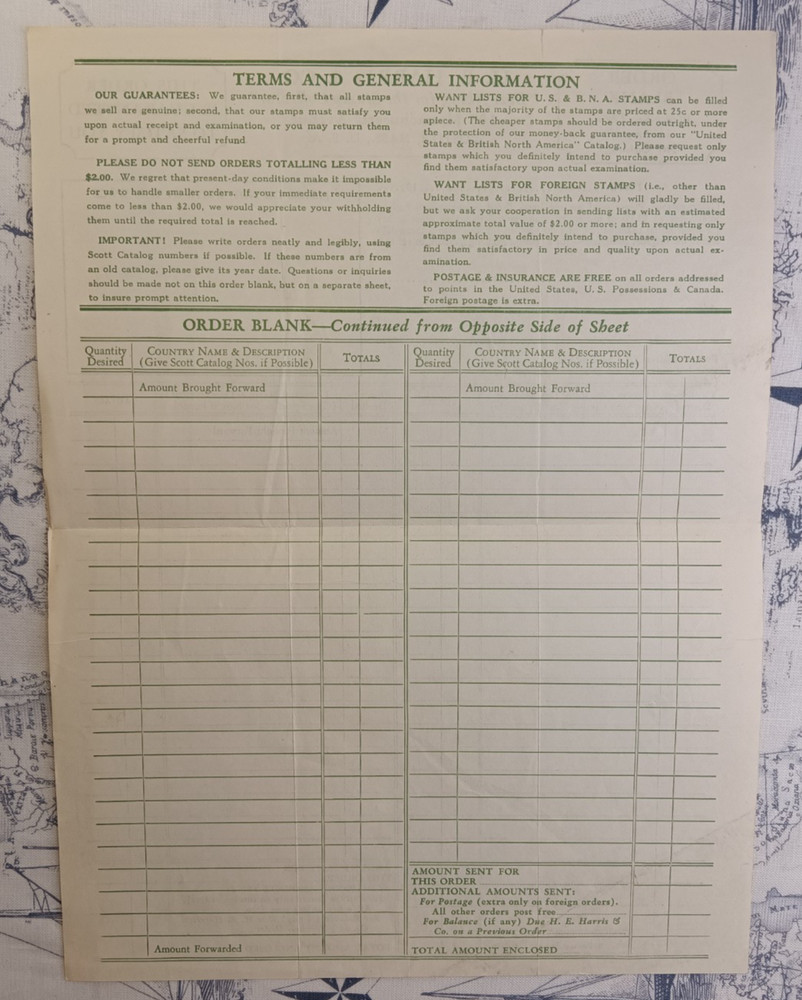 TERMS AND GENERAL INFORMATION
OUR GUARANTEES: We guarantee, first, that all stamps
we sell are genuine; second, that our stamps must satisfy you
upon actual receipt and examination, or you may return them
for a prompt and cheerful refund
PLEASE DO NOT SEND ORDERS TOTALLING LESS THAN
$2.00. We regret that present-day conditions make it impossible
for us to handle smaller orders. If your immediate requirements
come to less than $2.00, we would appreciate your withholding
them until the required total is reached.
IMPORTANT! Please write orders neatly and legibly, using
Scott Catalog numbers if possible. If these numbers are from
an old catalog, please give its year date. Questions or inquiries
should be made not on this order blank, but on a separate sheet,
to insure prompt attention.
WANT LISTS FOR U. S. & B. N. A. STAMPS can be filled
only when the majority of the stamps are priced at 25c or more
apiece. (The cheaper stamps should be ordered outright, under
the protection of our money-back guarantee, from our "United
States & British North America" Catalog.) Please request only
stamps which you definitely intend to purchase provided you
find them satisfactory upon actual examination.
WANT LISTS FOR FOREIGN STAMPS (i.e., other than
United States & British North America) will gladly be filled,
but we ask your cooperation in sending lists with an estimated
approximate total value of $2.00 or more; and in requesting only
stamps which you definitely intend to purchase, provided you
find them satisfactory in price and quality upon actual ex-
amination.
POSTAGE & INSURANCE ARE FREE on all orders addressed
to points in the United States, U. S. Possessions & Canada.
Foreign postage is extra.
ORDER BLANK—Continued from Opposite Side of Sheet
Quantity Desired
COUNTRY NAME & DESCRIPTION
(Give Scott Catalog Nos. if Possible)
TOTALS
Amount Brought Forward
Amount Forwarded
Quantity Desired
COUNTRY NAME & DESCRIPTION
(Give Scott Catalog Nos. if Possible)
TOTALS
Amount Brought Forward
AMOUNT SENT FOR
THIS ORDER
ADDITIONAL AMOUNTS SENT:
For Postage (extra only on foreign orders).
All other orders post free
For Balance (if any) Due H. E. Harris &
Co. on a Previous Order
TOTAL AMOUNT ENCLOSED